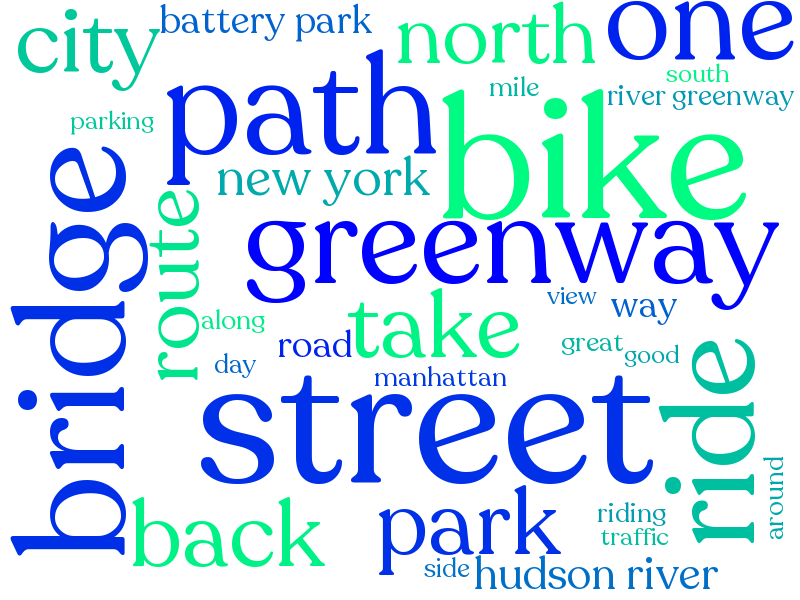 city
battery park
north
one
path
mile
south
river greenway
parking
bike
new york
bridge
route
greenway
view
way
along
take
road
great
good
day
manhattan
street
ride
around
back
park
riding
traffic
side
hudson river